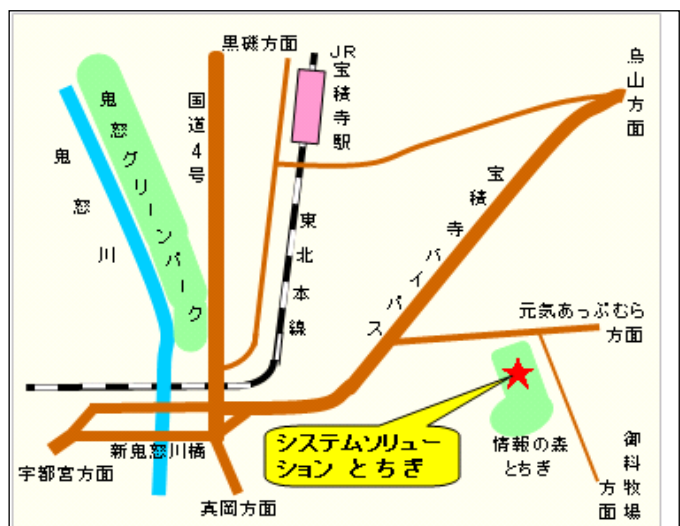 黒磯方面
JR
宝積寺駅
烏山方面
国道4号
鬼怒グリーンパーク
鬼怒川
東北本線
宝積寺バイパス
元気あっぷむら
方面
システムソリュー
ション とちぎ
情報の森
とちぎ
御料牧場
方面
新鬼怒川橋
宇都宮方面
真岡方面